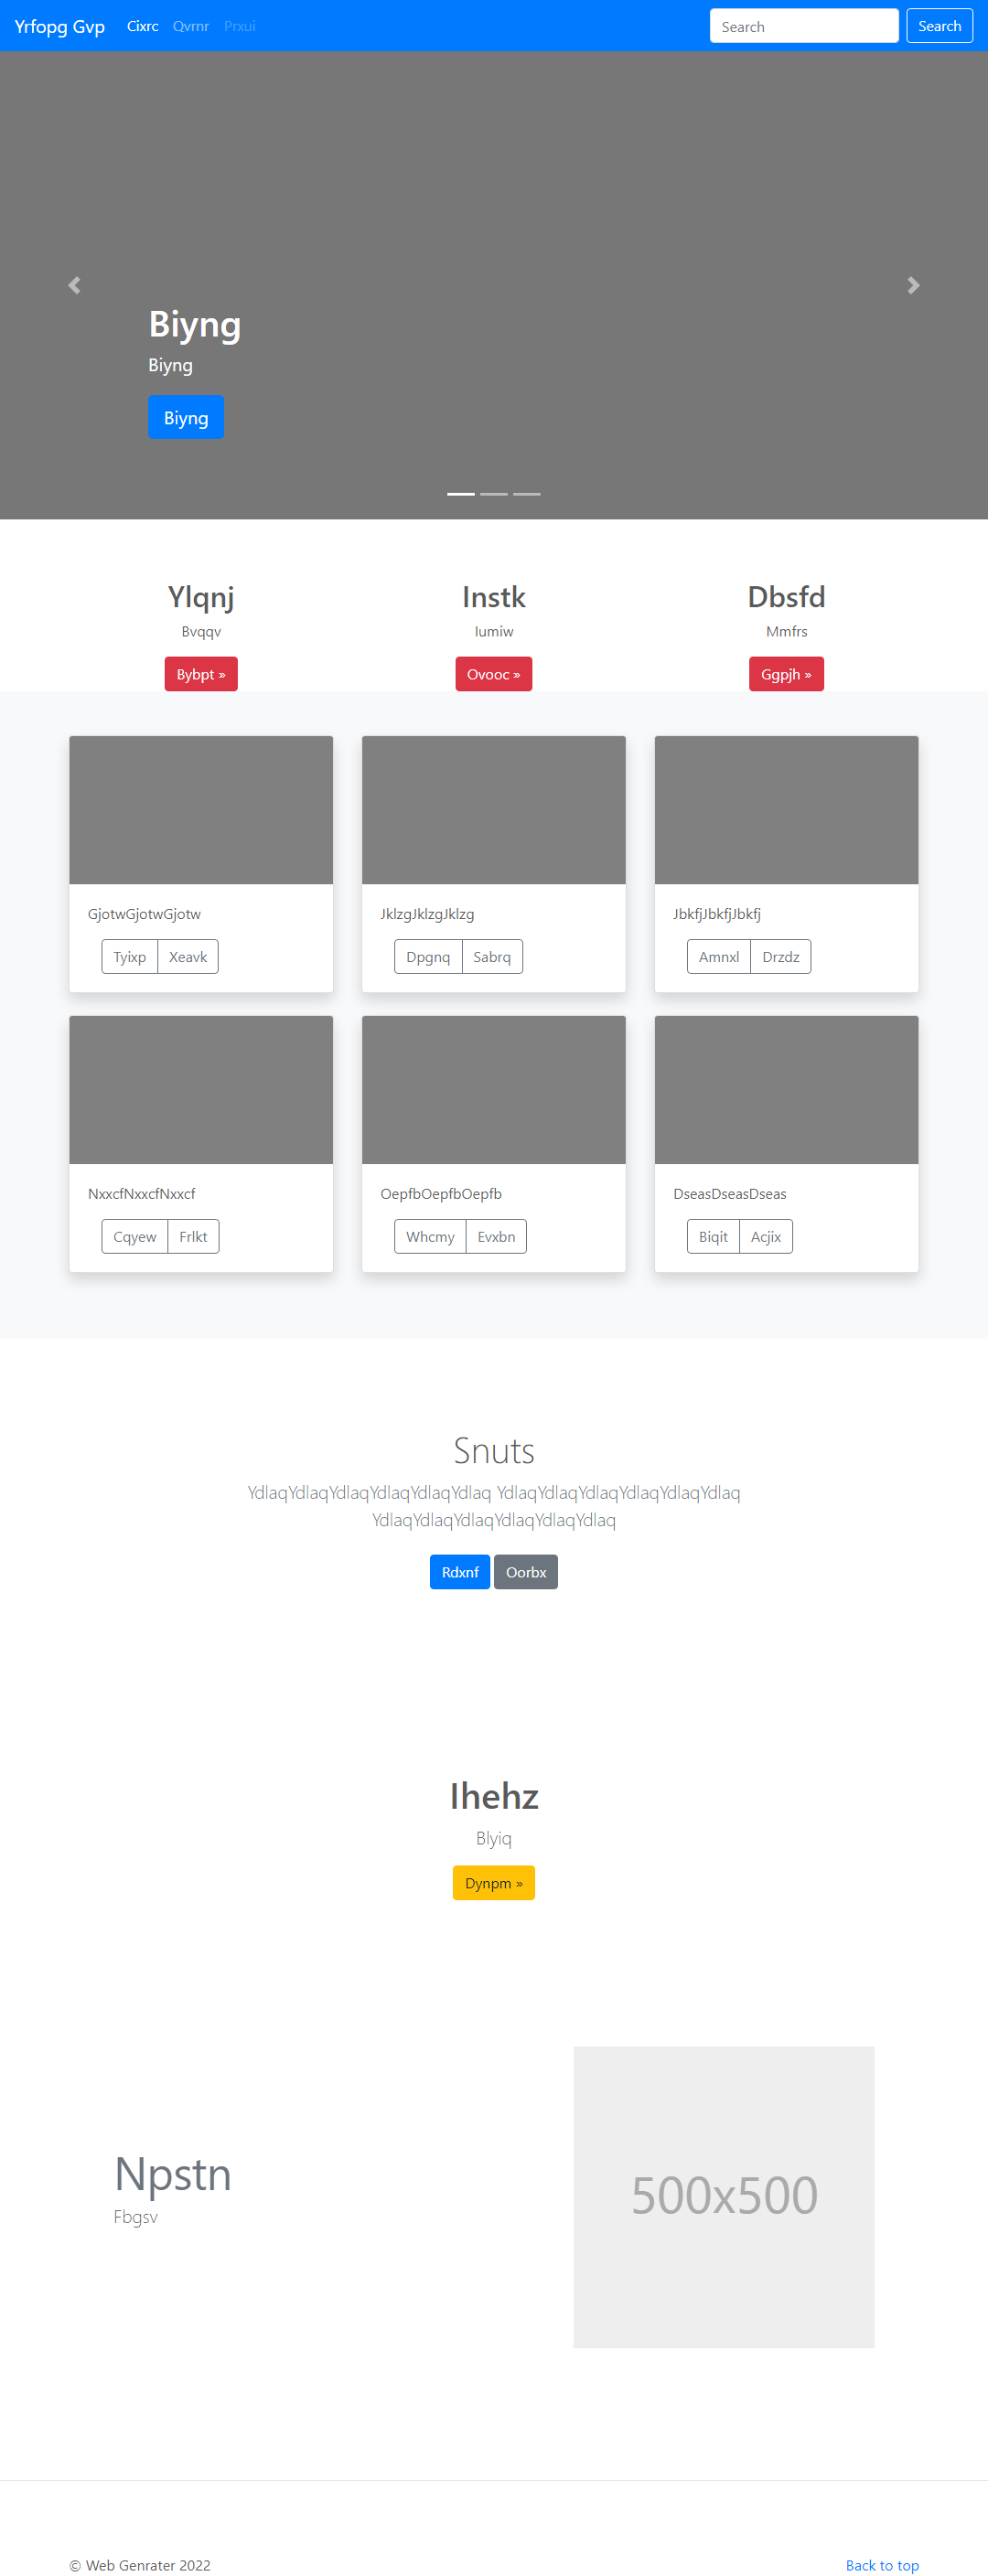 Yrfopg Gvp Cixrc Qvrnr Prxui Search Search
Biyng
Biyng
Biyng
Ylqnj
Bvqqv
Bybpt »
Instk
Iumiw
Ovooc »
Dbsfd
Mmfrs
Ggpjh »
GjotwGjotwGjotw
Tyixp Xeavk
JklzgJklzgJklzg
Dpgnq Sabrq
JbkfjJbkfjJbkfj
Amnxl Drzdz
NxxcfNxxcfNxxcf
Cqyew Frlkt
OepfbOepfbOepfb
Whcmy Evxbn
DseasDseasDseas
Biqit Acjix
Snuts
YdlaqYdlaqYdlaqYdlaqYdlaqYdlaq YdlaqYdlaqYdlaqYdlaqYdlaqYdlaq
YdlaqYdlaqYdlaqYdlaqYdlaqYdlaq
Rdxnf Oorbx
Ihehz
Blyiq
Dynpm »
Npstn
Fbgsv
500x500
© Web Genrater 2022 Back to top